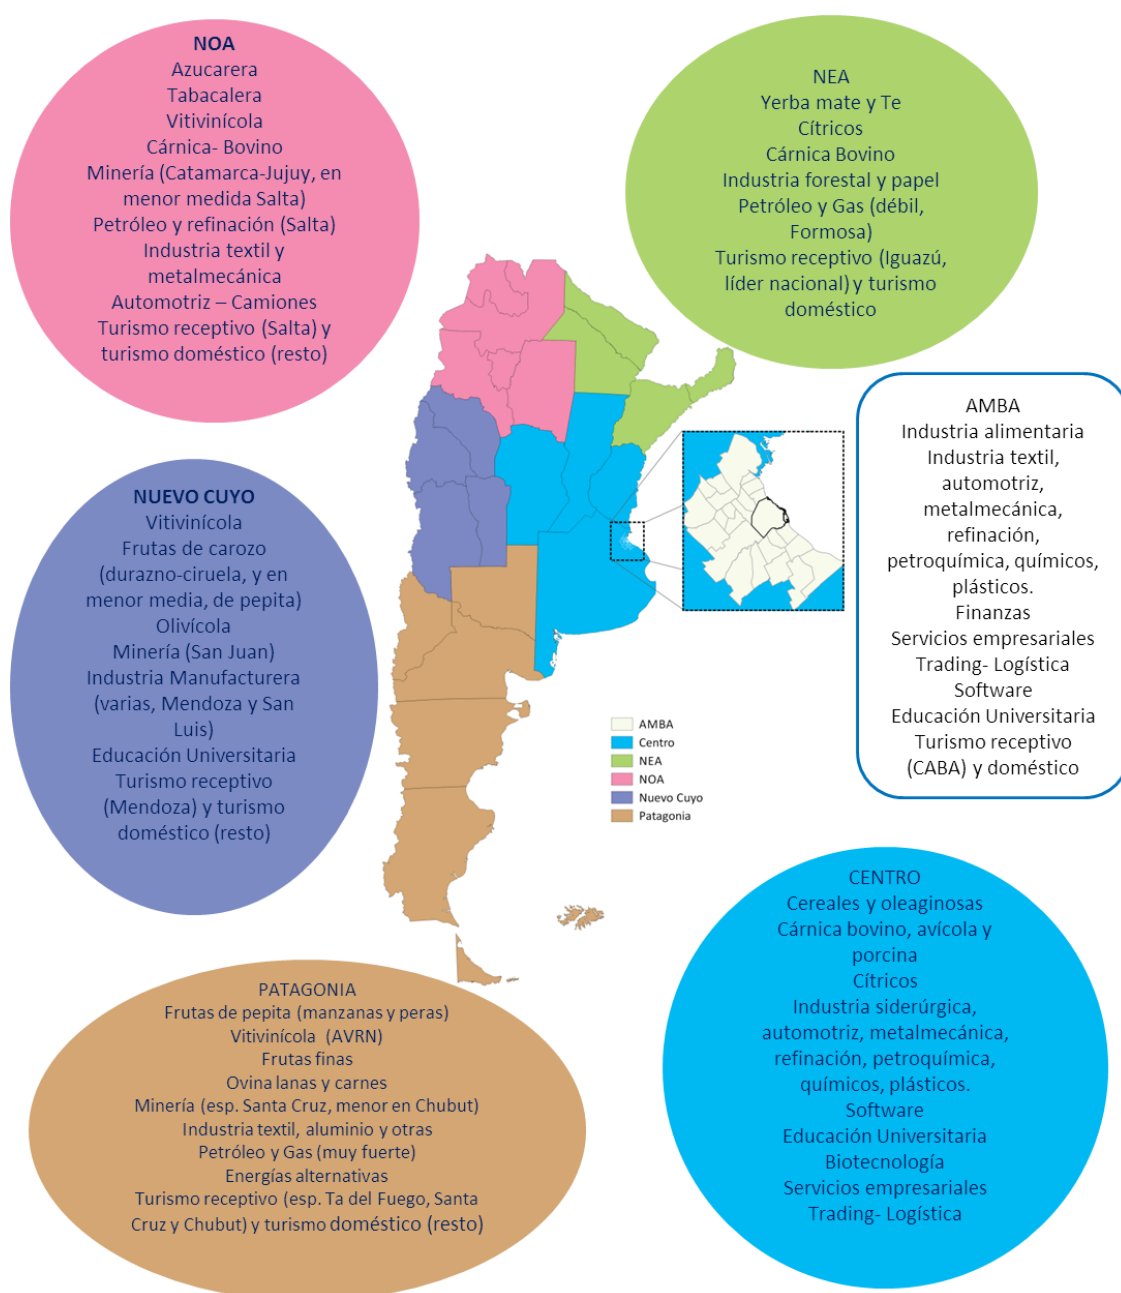 NOA
Azucarera
Tabacalera
Vitivinícola
Cárnica- Bovino
Minería (Catamarca-Jujuy, en
menor medida Salta)
Petróleo y refinación (Salta)
Industria textil y
metalmecánica
Automotriz – Camiones
Turismo receptivo (Salta) y
turismo doméstico (resto)
NEA
Yerba mate y Te
Cítricos
Cárnica Bovino
Industria forestal y papel
Petróleo y Gas (débil,
Formosa)
Turismo receptivo (Iguazú,
líder nacional) y turismo
doméstico
AMBA
Industria alimentaria
Industria textil,
automotriz,
metalmecánica,
refinación,
petroquímica, químicos,
plásticos.
Finanzas
Servicios empresariales
Trading- Logística
Software
Educación Universitaria
Turismo receptivo
(CABA) y doméstico
NUEVO CUYO
Vitivinícola
Frutas de carozo
(durazno-ciruela, y en
menor media, de pepita)
Olivícola
Minería (San Juan)
Industria Manufacturera
(varias, Mendoza y San
Luis)
Educación Universitaria
Turismo receptivo
(Mendoza) y turismo
doméstico (resto)
AMBA
Centro
NEA
NOA
Nuevo Cuyo
Patagonia
CENTRO
Cereales y oleaginosas
Cárnica bovino, avícola y
porcina
Cítricos
Industria siderúrgica,
automotriz, metalmecánica,
refinación, petroquímica,
químicos, plásticos.
Software
Educación Universitaria
Biotecnología
Servicios empresariales
Trading- Logística
PATAGONIA
Frutas de pepita (manzanas y peras)
Vitivinícola (AVRN)
Frutas finas
Ovina lanas y carnes
Minería (esp. Santa Cruz, menor en Chubut)
Industria textil, aluminio y otras
Petróleo y Gas (muy fuerte)
Energías alternativas
Turismo receptivo (esp. Ta del Fuego, Santa
Cruz y Chubut) y turismo doméstico (resto)